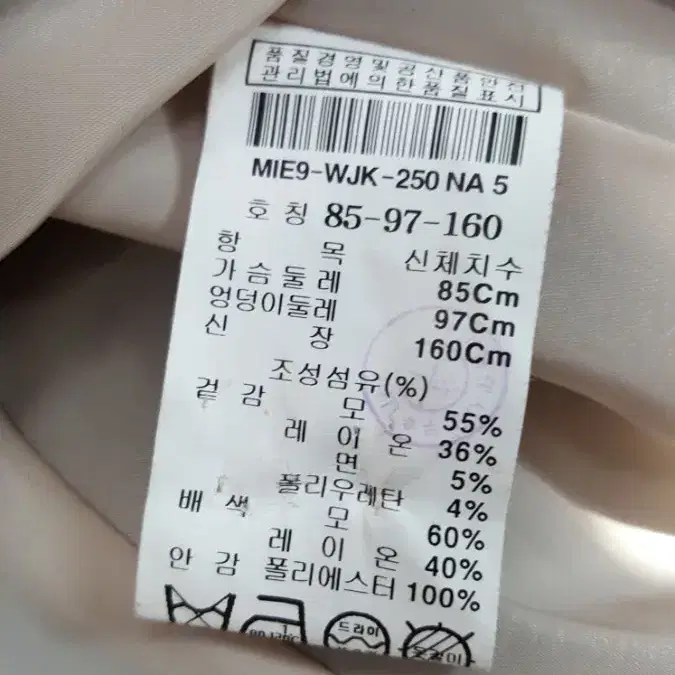 품질경영및공산품안전
관리법에의한품질표시
MIE9-WJK-250 NA 5
호칭 85-97-160
항 목 신체치수
가슴둘레 85Cm
엉덩이둘레 97Cm
신 장 160Cm
조성섬유(%)
겉 감 모 55%
레 이 온 36%
면 5%
폴리우레탄 4%
배 색 모 60%
레 이 온 40%
안 감 폴리에스터 100%
드라이